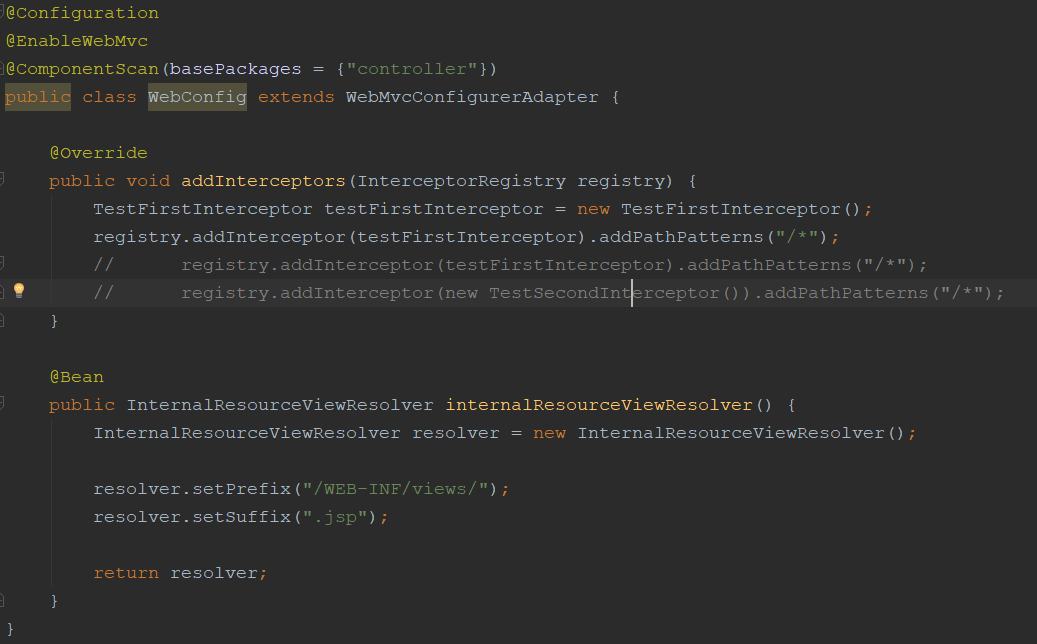 @Configuration
@EnableWebMvc
@ComponentScan(basePackages = {"controller"})
public class WebConfig extends WebMvcConfigurerAdapter {
@Override
public void addInterceptors(InterceptorRegistry registry) {
TestFirstInterceptor testFirstInterceptor = new TestFirstInterceptor();
registry.addInterceptor(testFirstInterceptor).addPathPatterns("/*");
//      registry.addInterceptor(testFirstInterceptor).addPathPatterns("/*");
//      registry.addInterceptor(new TestSecondInterceptor()).addPathPatterns("/*");
}
@Bean
public InternalResourceViewResolver internalResourceViewResolver() {
InternalResourceViewResolver resolver = new InternalResourceViewResolver();
resolver.setPrefix("/WEB-INF/views/");
resolver.setSuffix(".jsp");
return resolver;
}
}